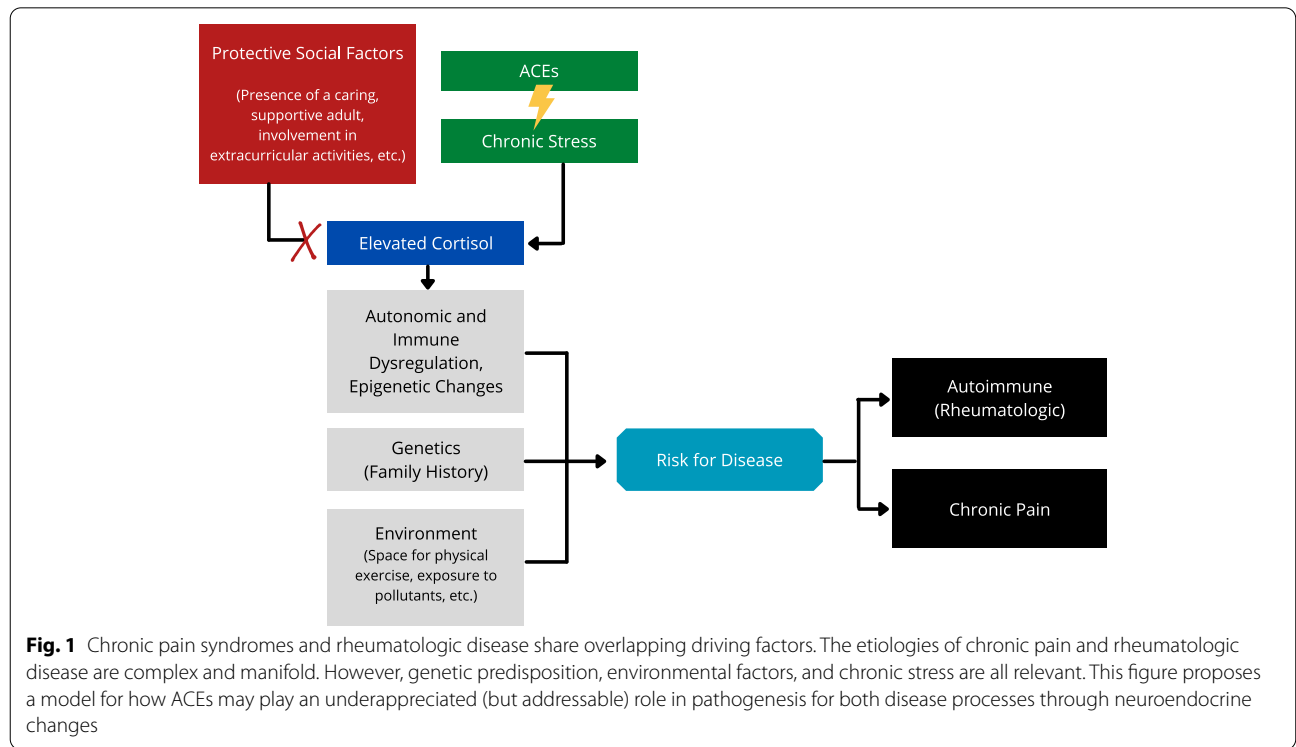 Protective Social Factors
(Presence of a caring,
supportive adult,
involvement in
extracurricular activities, etc.)
ACEs
Chronic Stress
Elevated Cortisol
Autonomic and
Immune
Dysregulation,
Epigenetic Changes
Genetics
(Family History)
Environment
(Space for physical
exercise, exposure to
pollutants, etc.)
Risk for Disease
Autoimmune
(Rheumatologic)
Chronic Pain
Fig. 1 Chronic pain syndromes and rheumatologic disease share overlapping driving factors. The etiologies of chronic pain and rheumatologic
disease are complex and manifold. However, genetic predisposition, environmental factors, and chronic stress are all relevant. This figure proposes
a model for how ACEs may play an underappreciated (but addressable) role in pathogenesis for both disease processes through neuroendocrine
changes